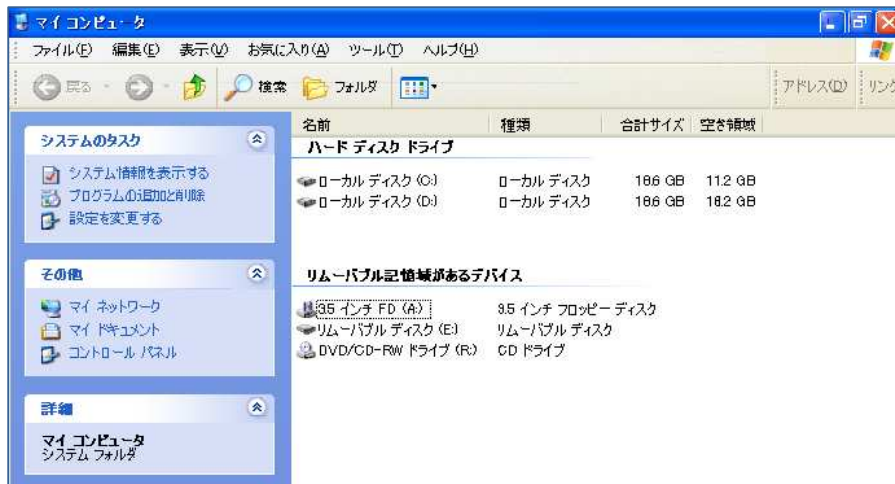 マイ コンピュータ
ファイル(F) 編集(E) 表示(V) お気に入り(A) ツール(T) ヘルプ(H)
戻る 検索 フォルダ アドレス(D) リンク
システムのタスク
システム情報を表示する
プログラムの追加と削除
設定を変更する
その他
マイ ネットワーク
マイ ドキュメント
コントロール パネル
詳細
マイ コンピュータ
システム フォルダ
名前 種類 合計サイズ 空き領域
ハード ディスク ドライブ
ローカル ディスク (C:) ローカル ディスク 18.6 GB 11.2 GB
ローカル ディスク (D:) ローカル ディスク 18.6 GB 18.2 GB
リムーバブル記憶域があるデバイス
3.5 インチ FD (A:) 3.5 インチ フロッピー ディスク
リムーバブル ディスク (E:) リムーバブル ディスク
DVD/CD-RW ドライブ (R:) CD ドライブ